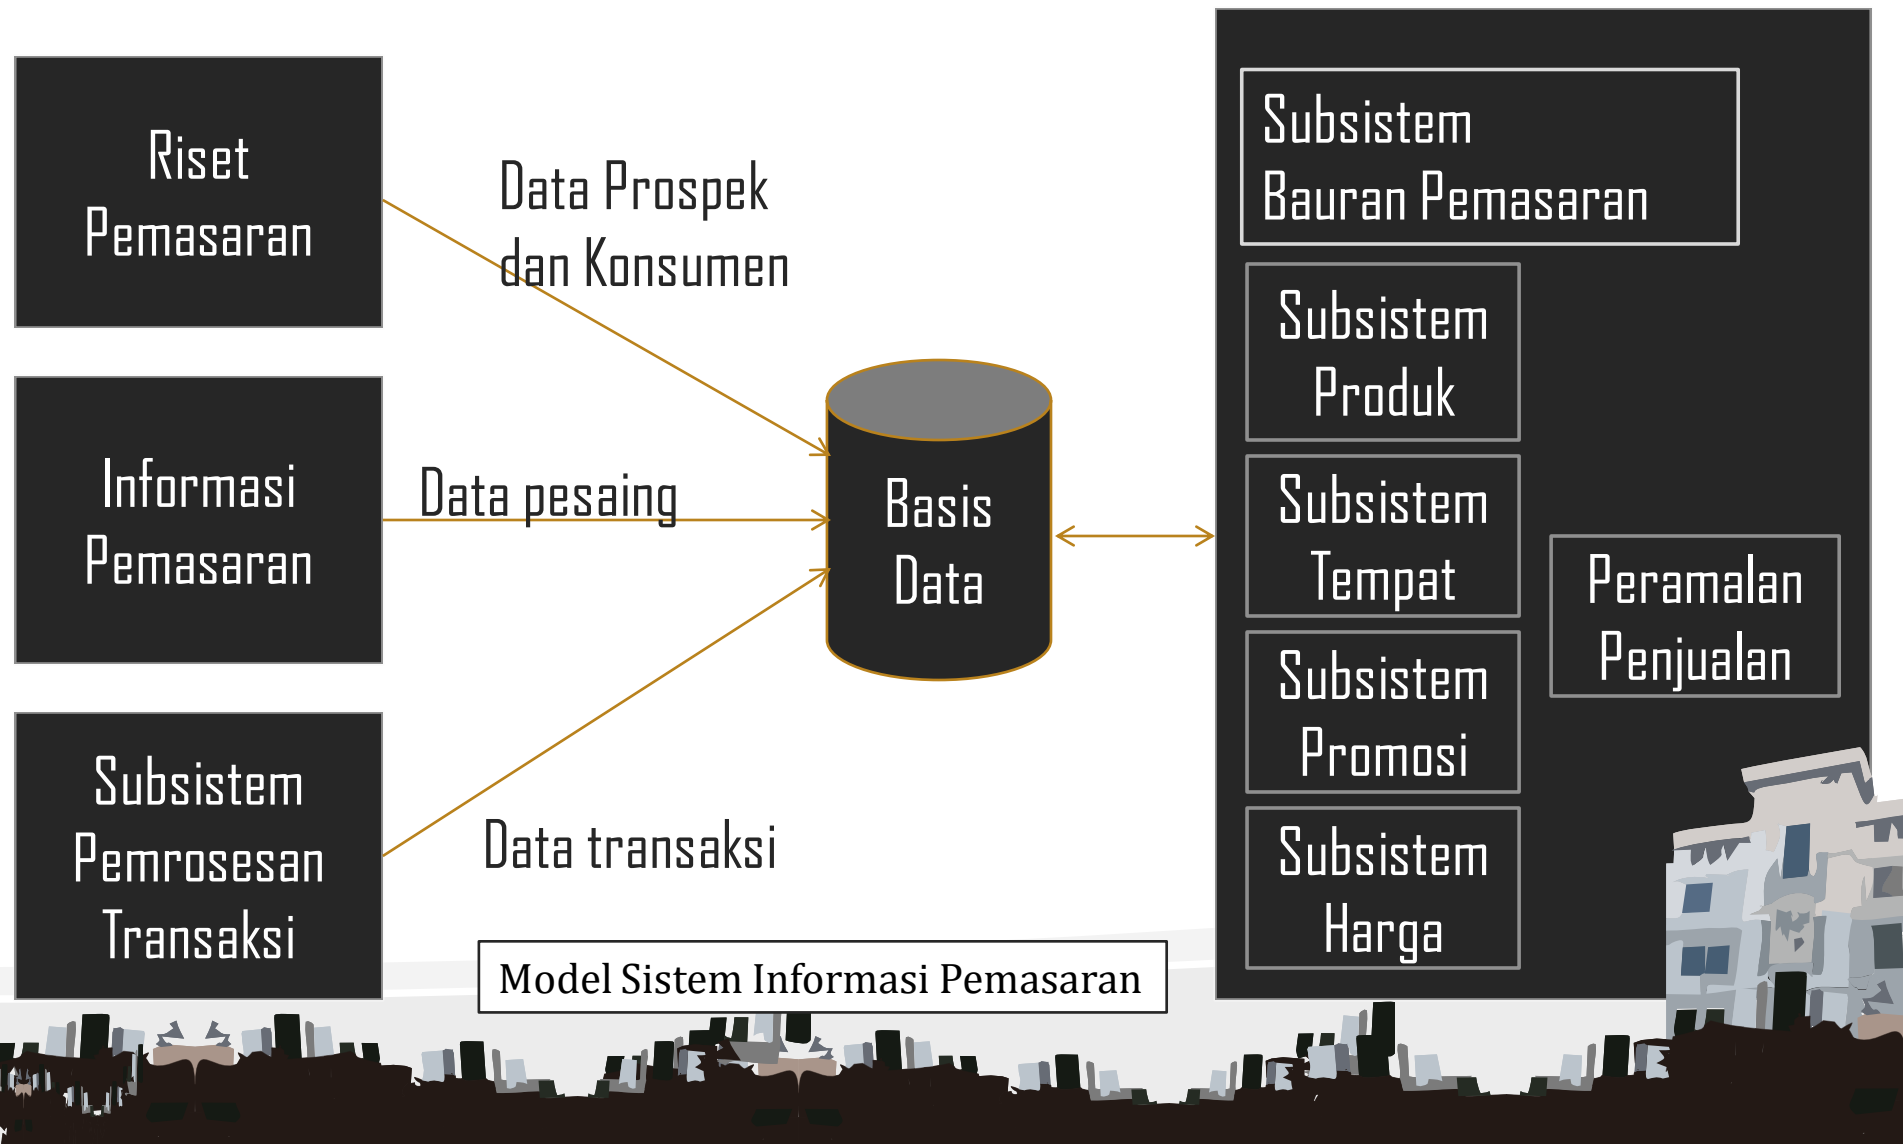 Riset
Pemasaran
Data Prospek
dan Konsumen
Informasi
Pemasaran
Data pesaing
Subsistem
Pemrosesan
Transaksi
Data transaksi
Basis
Data
Subsistem
Bauran Pemasaran
Subsistem
Produk
Subsistem
Tempat
Subsistem
Promosi
Subsistem
Harga
Peramalan
Penjualan
Model Sistem Informasi Pemasaran